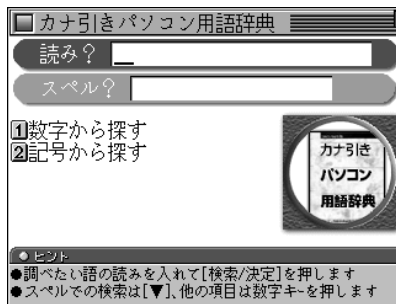 カナ引きパソコン用語辞典
読み？
スペル？
1数字から探す
2記号から探す
カナ引き
パソコン
用語辞典
●ヒント
●調べたい語の読みを入れて[検索/決定]を押します
●スペルでの検索は[▼]、他の項目は数字キーを押します